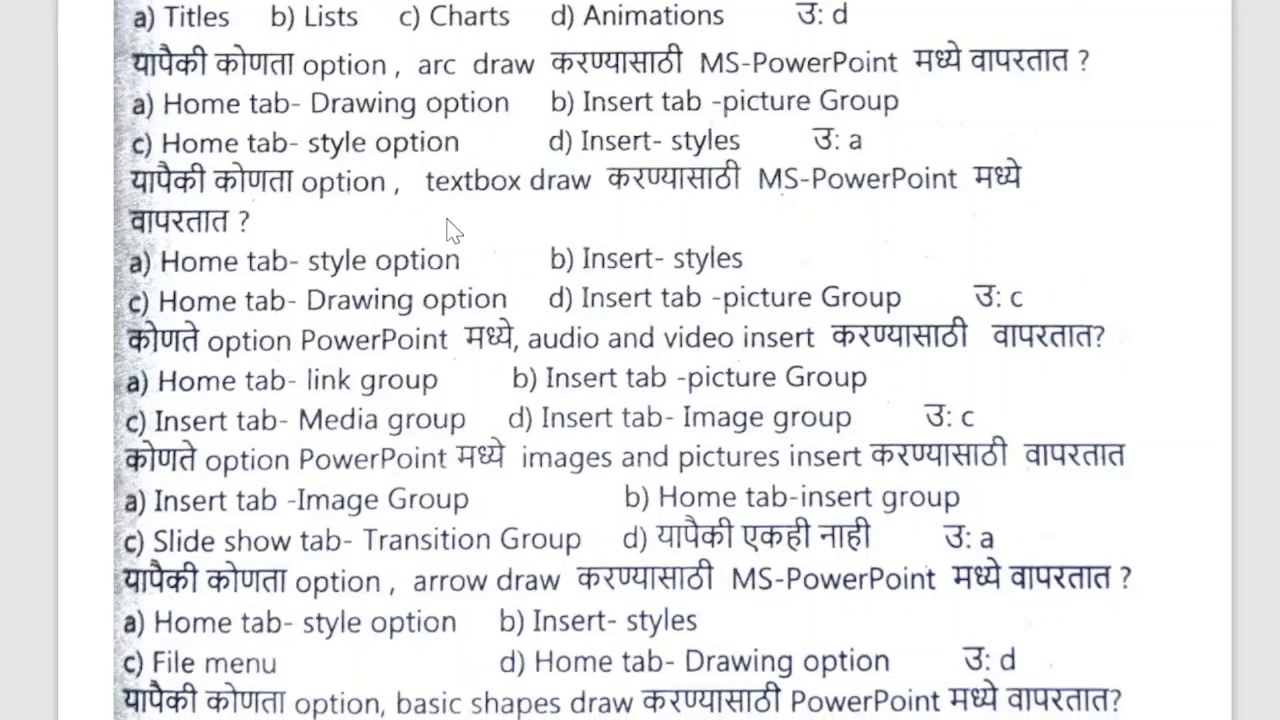 a) Titles b) Lists c) Charts d) Animations उ: d
यापैकी कोणता option , arc draw करण्यासाठी MS-PowerPoint मध्ये वापरतात ?
a) Home tab- Drawing option b) Insert tab -picture Group
c) Home tab- style option d) Insert- styles उ: a
यापैकी कोणता option , textbox draw करण्यासाठी MS-PowerPoint मध्ये
वापरतात ?
a) Home tab- style option b) Insert- styles
c) Home tab- Drawing option d) Insert tab -picture Group उ: c
कोणते option PowerPoint मध्ये, audio and video insert करण्यासाठी वापरतात?
a) Home tab- link group b) Insert tab -picture Group
c) Insert tab- Media group d) Insert tab- Image group उ: c
कोणते option PowerPoint मध्ये images and pictures insert करण्यासाठी वापरतात
a) Insert tab -Image Group b) Home tab-insert group
c) Slide show tab- Transition Group d) यापैकी एकही नाही उ: a
यापैकी कोणता option , arrow draw करण्यासाठी MS-PowerPoint मध्ये वापरतात ?
a) Home tab- style option b) Insert- styles
c) File menu d) Home tab- Drawing option उ: d
यापैकी कोणता option, basic shapes draw करण्यासाठी PowerPoint मध्ये वापरतात?